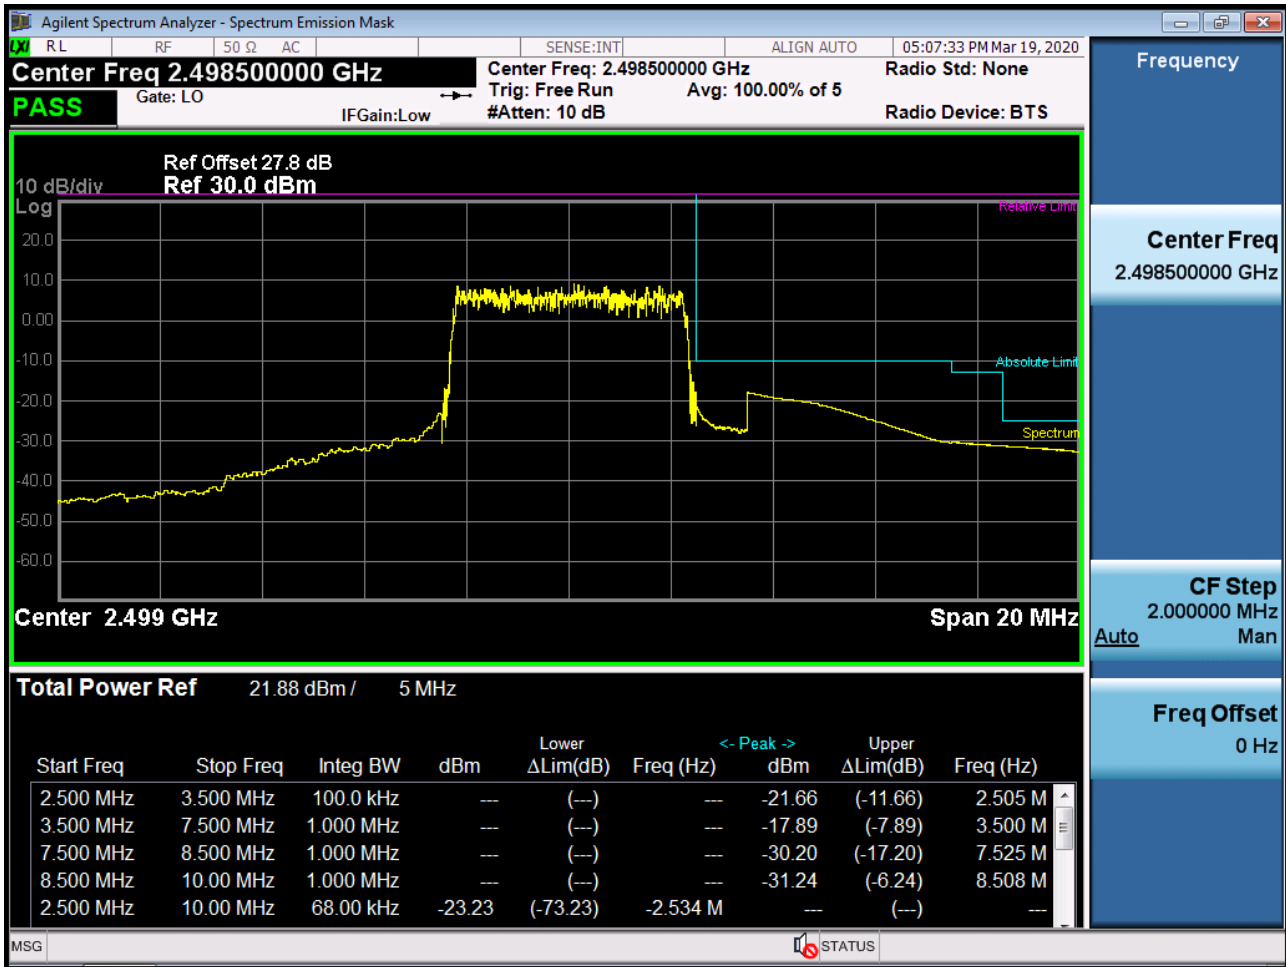 Agilent Spectrum Analyzer - Spectrum Emission Mask
LXI RL RF 50 Ω AC SENSE:INT ALIGN AUTO 05:07:33 PM Mar 19, 2020
Center Freq 2.498500000 GHz Center Freq: 2.498500000 GHz Radio Std: None
Trig: Free Run Avg: 100.00% of 5
PASS Gate: LO IFGain:Low #Atten: 10 dB Radio Device: BTS
Ref Offset 27.8 dB
10 dB/div Ref 30.0 dBm
Log
Relative Limit
20.0
10.0
0.00
-10.0
Absolute Limit
-20.0
Spectrum
-30.0
-40.0
-50.0
-60.0
Center 2.499 GHz Span 20 MHz
Total Power Ref 21.88 dBm / 5 MHz
Lower <- Peak -> Upper
Start Freq Stop Freq Integ BW dBm ΔLim(dB) Freq (Hz) dBm ΔLim(dB) Freq (Hz)
2.500 MHz 3.500 MHz 100.0 kHz --- (---) --- -21.66 (-11.66) 2.505 M
3.500 MHz 7.500 MHz 1.000 MHz --- (---) --- -17.89 (-7.89) 3.500 M
7.500 MHz 8.500 MHz 1.000 MHz --- (---) --- -30.20 (-17.20) 7.525 M
8.500 MHz 10.00 MHz 1.000 MHz --- (---) --- -31.24 (-6.24) 8.508 M
2.500 MHz 10.00 MHz 68.00 kHz -23.23 (-73.23) -2.534 M --- (---) ---
MSG STATUS
Frequency
Center Freq
2.498500000 GHz
CF Step
2.000000 MHz
Auto Man
Freq Offset
0 Hz